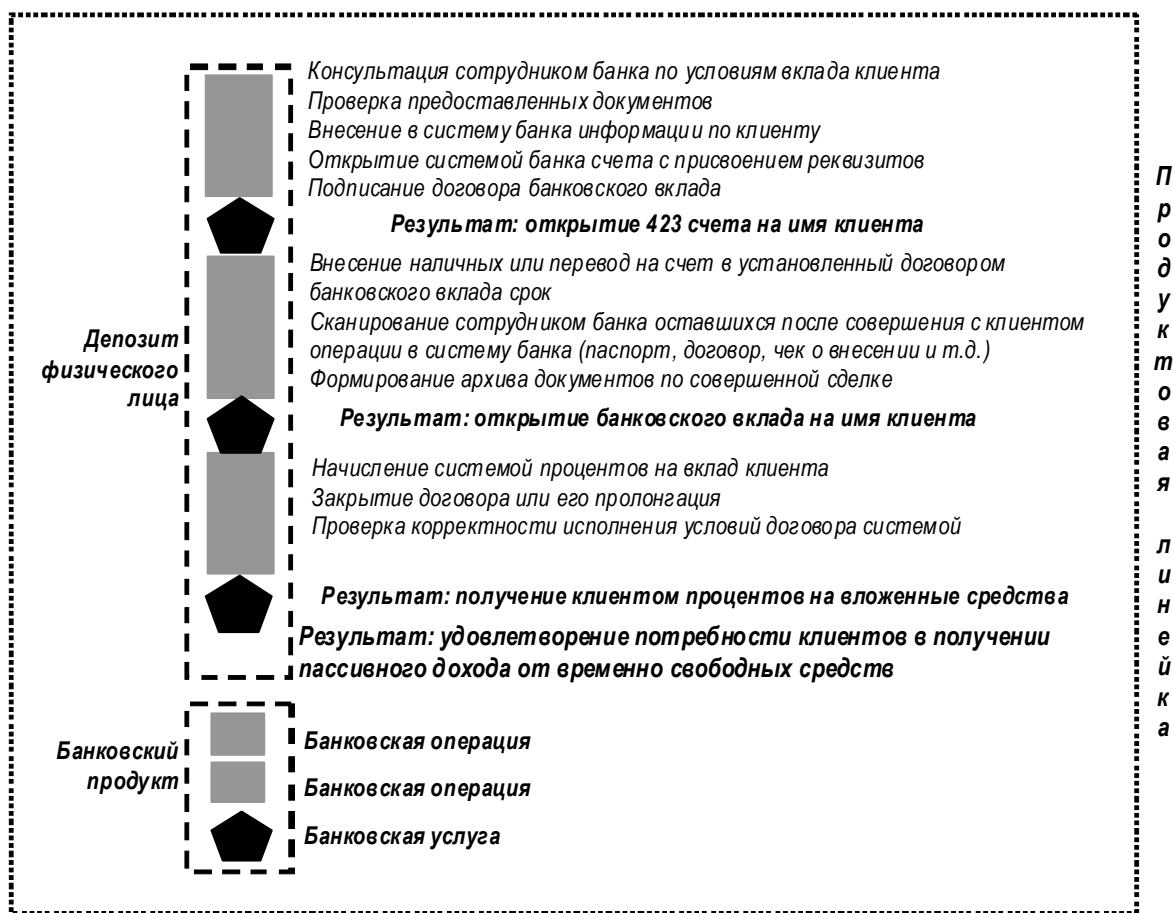 Консультация сотрудником банка по условиям вклада клиента
Проверка предоставленных документов
Внесение в систему банка информации по клиенту
Открытие системой банка счета с присвоением реквизитов
Подписание договора банковского вклада
Результат: открытие 423 счета на имя клиента
Внесение наличных или перевод на счет в установленный договором
банковского вклада срок
Сканирование сотрудником банка оставшихся после совершения с клиентом
операции в систему банка (паспорт, договор, чек о внесении и т.д.)
Формирование архива документов по совершенной сделке
Результат: открытие банковского вклада на имя клиента
Начисление системой процентов на вклад клиента
Закрытие договора или его пролонгация
Проверка корректности исполнения условий договора системой
Результат: получение клиентом процентов на вложенные средства
Результат: удовлетворение потребности клиентов в получении
пассивного дохода от временно свободных средств
Депозит
физического
лица
Банковский
продукт
Банковская операция
Банковская операция
Банковская услуга
Продуктовая линейка